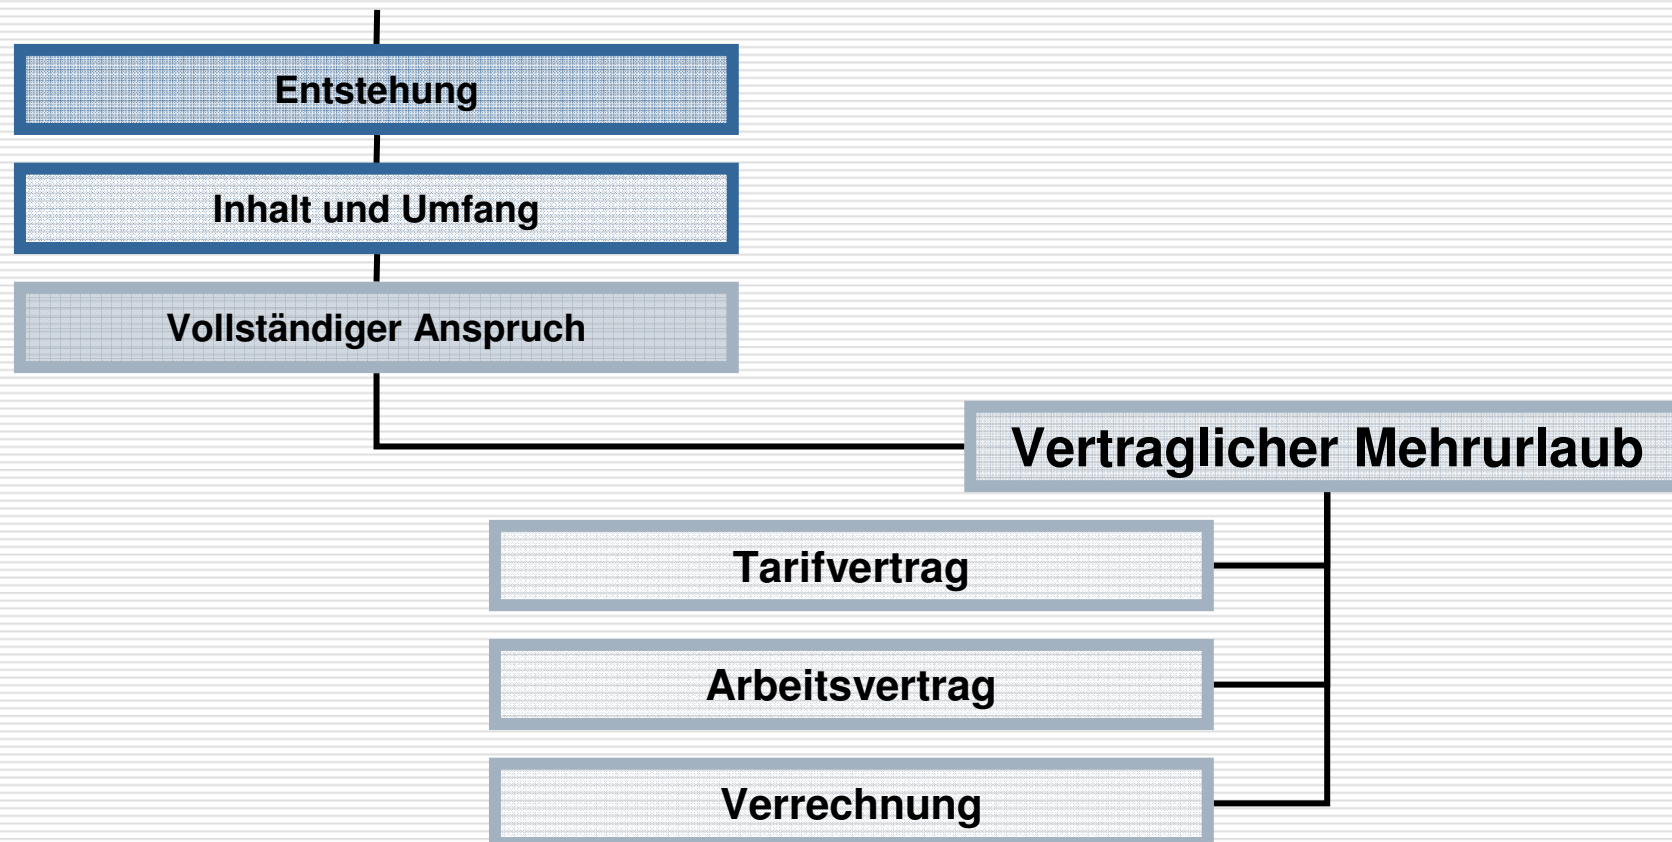 Entstehung
Inhalt und Umfang
Vollständiger Anspruch
Vertraglicher Mehrurlaub
Tarifvertrag
Arbeitsvertrag
Verrechnung